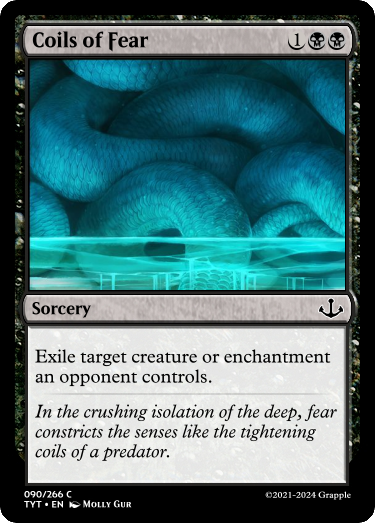 Coils of Fear 1
Sorcery
Exile target creature or enchantment
an opponent controls.
In the crushing isolation of the deep, fear
constricts the senses like the tightening
coils of a predator.
090/266 C
TYT • EN Molly Gur
©2021-2024 Grapple